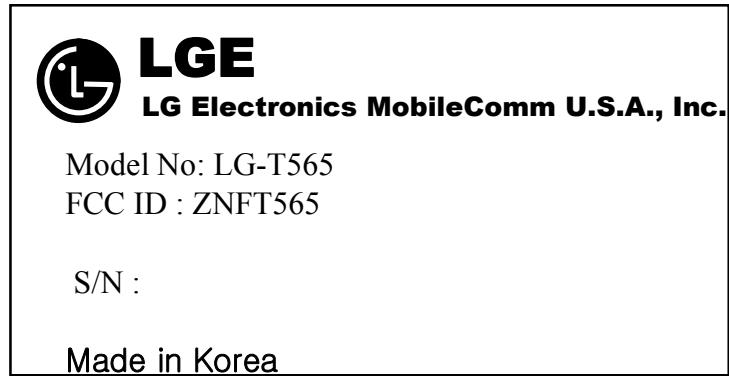 LGE
LG Electronics MobileComm U.S.A., Inc.
Model No: LG-T565
FCC ID : ZNFT565
S/N :
Made in Korea